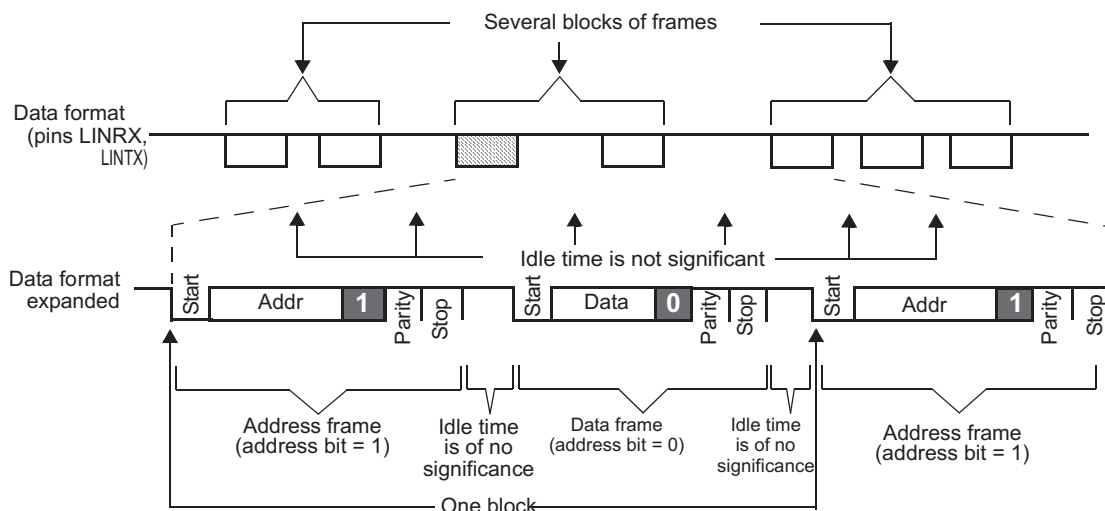 Several blocks of frames
Data format
(pins LINRX,
LINTX)
Idle time is not significant
Data format
expanded
Start
Addr
1
Parity
Stop
Start
Data
0
Parity
Stop
Start
Addr
1
Parity
Stop
Address frame
(address bit = 1)
Idle time
is of no
significance
Data frame
(address bit = 0)
Idle time
is of no
significance
Address frame
(address bit = 1)
One block